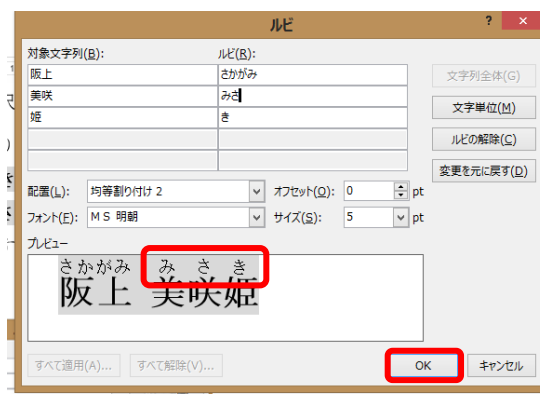 ルビ ? ×
対象文字列(B): ルビ(R):
阪上 さかがみ 文字列全体(G)
美咲 みさ 文字単位(M)
姫 き ルビの解除(C)
変更を元に戻す(D)
配置(L): 均等割り付け 2 オフセット(O): 0 pt
フォント(F): ＭＳ 明朝 サイズ(S): 5 pt
プレビュー
さかがみ みさき
阪上 美咲姫
すべて適用(A)... すべて解除(V)... OK キャンセル